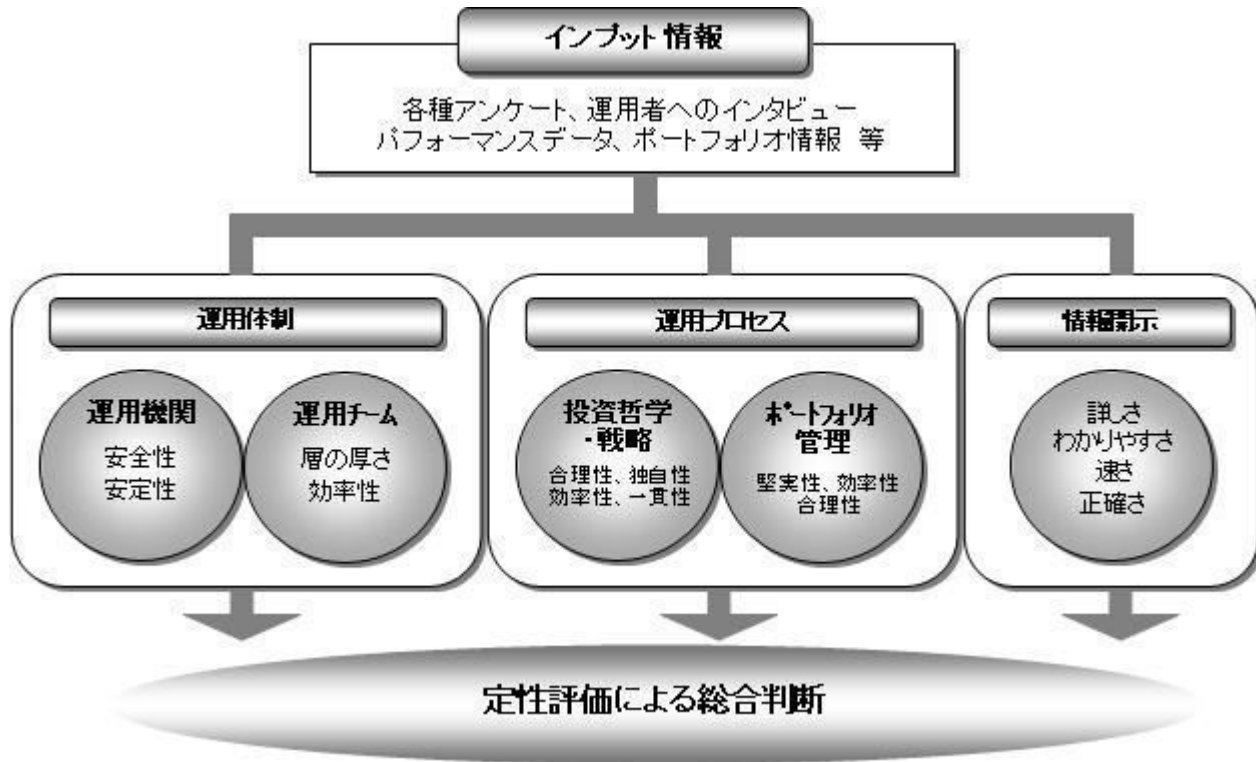 インプット情報
各種アンケート、運用者へのインタビュー
パフォーマンスデータ、ポートフォリオ情報 等
運用体制
運用機関
安全性
安定性
運用チーム
層の厚さ
効率性
運用プロセス
投資哲学
・戦略
合理性、独自性
効率性、一貫性
ポートフォリオ
管理
堅実性、効率性
合理性
情報開示
詳しさ
わかりやすさ
速さ
正確さ
定性評価による総合判断